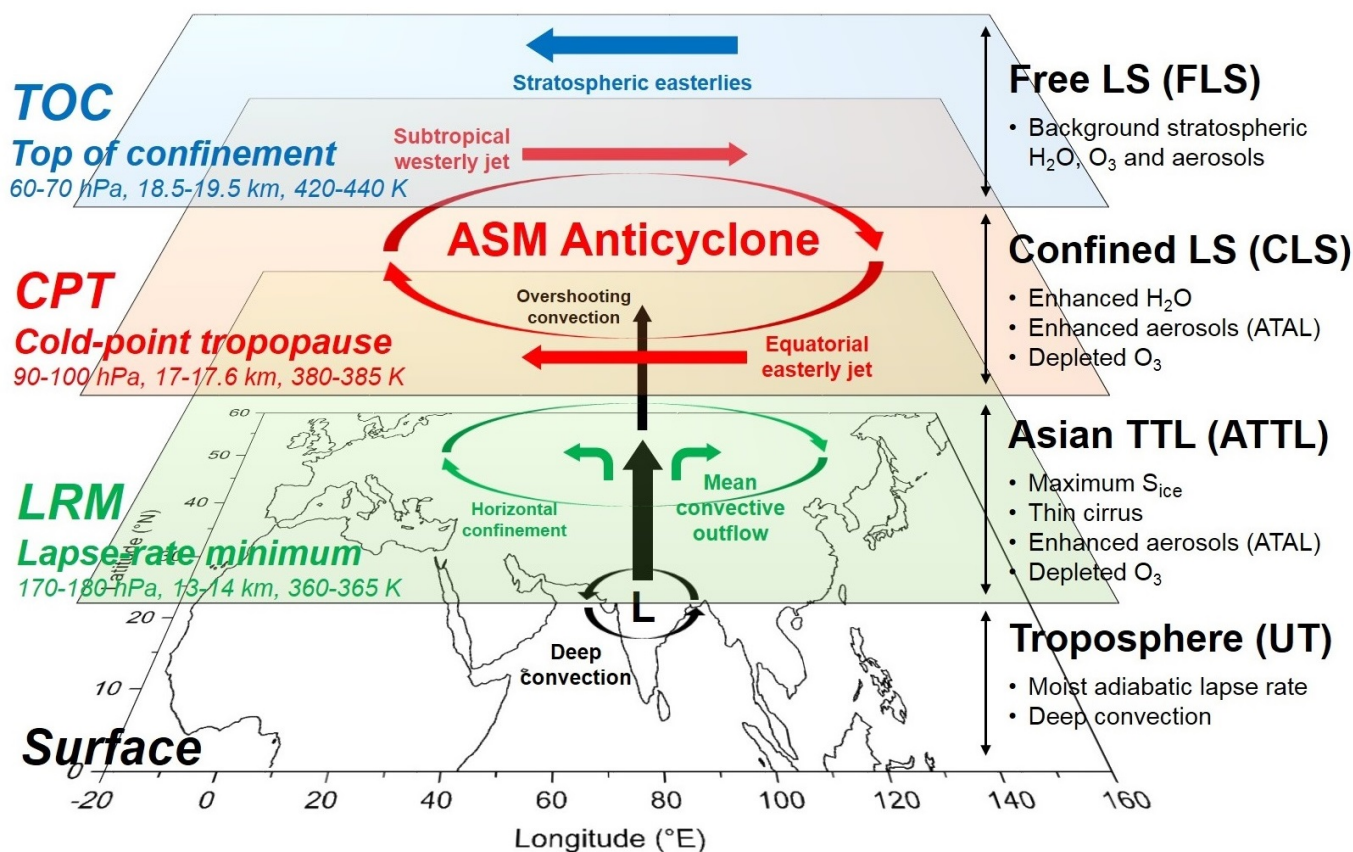 Stratospheric easterlies
TOC
Top of confinement
60-70 hPa, 18.5-19.5 km, 420-440 K
Free LS (FLS)
• Background stratospheric
H₂O, O₃ and aerosols
Subtropical
westerly jet
ASM Anticyclone
CPT
Cold-point tropopause
90-100 hPa, 17-17.6 km, 380-385 K
Overshooting
convection
Equatorial
easterly jet
Confined LS (CLS)
• Enhanced H₂O
• Enhanced aerosols (ATAL)
• Depleted O₃
LRM
Lapse-rate minimum
170-180 hPa, 13-14 km, 360-365 K
Horizontal
confinement
Mean
convective
outflow
Asian TTL (ATTL)
• Maximum Sice
• Thin cirrus
• Enhanced aerosols (ATAL)
• Depleted O₃
L
Deep
convection
Troposphere (UT)
• Moist adiabatic lapse rate
• Deep convection
Surface
60
50
40
30
20
10
0
Latitude (°N)
-20 0 20 40 60 80 100 120 140 160
Longitude (°E)